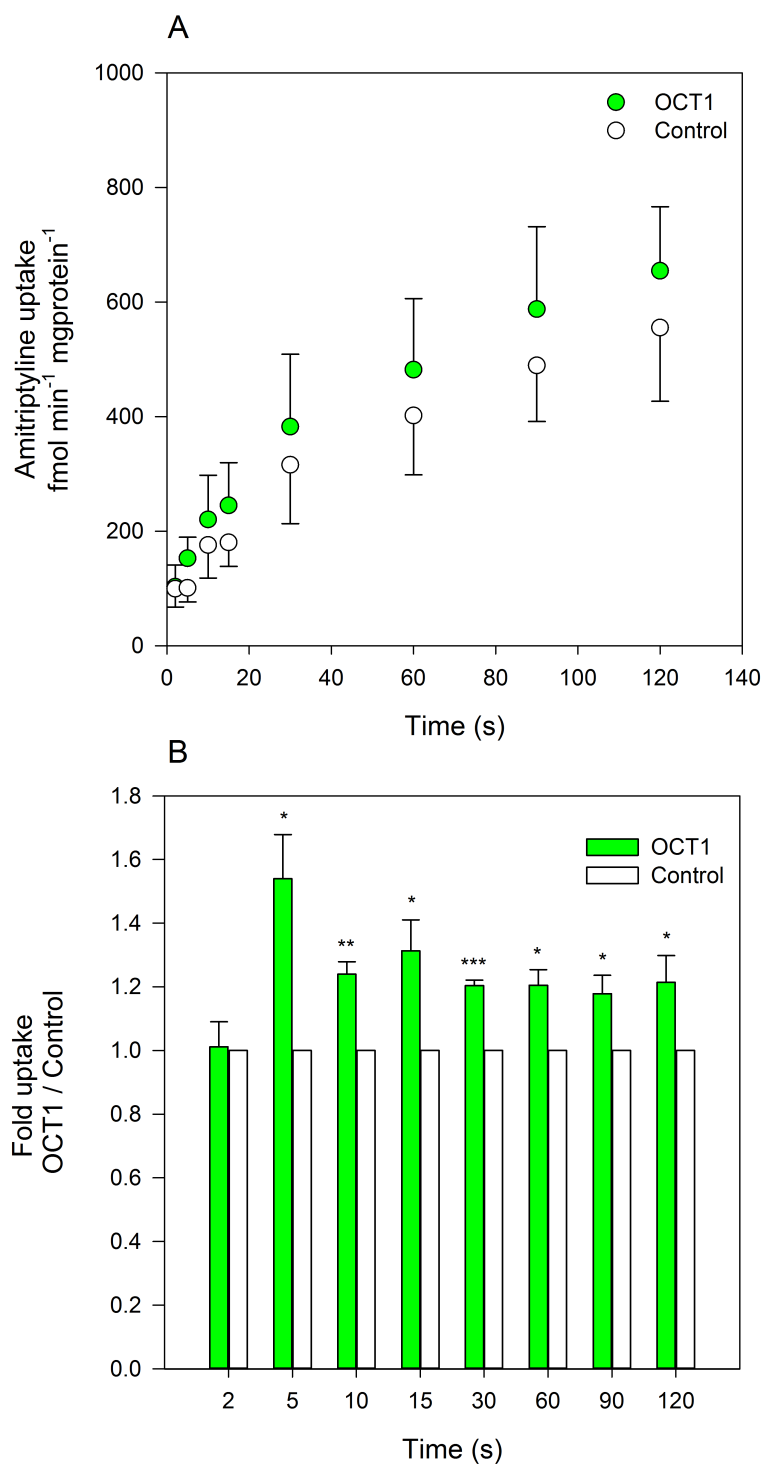 A
1000
800
600
400
200
0
Amitriptyline uptake
fmol min⁻¹ mgprotein⁻¹
OCT1
Control
0 20 40 60 80 100 120 140
Time (s)
B
1.8
1.6
1.4
1.2
1.0
0.8
0.6
0.4
0.2
0.0
Fold uptake
OCT1 / Control
OCT1
Control
* ** * *** * * *
2 5 10 15 30 60 90 120
Time (s)